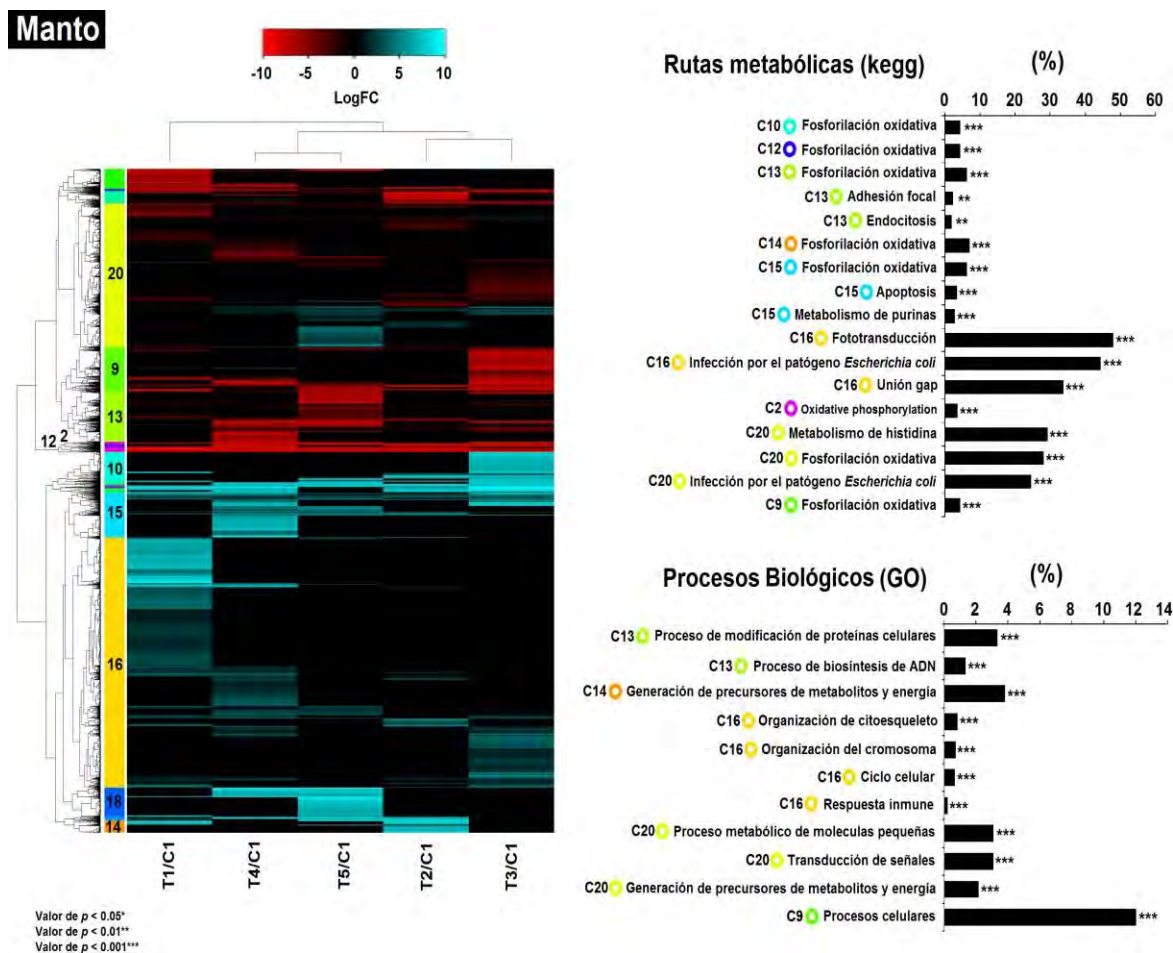 Manto
-10 -5 0 5 10
LogFC
20
9
13
12 2
10
15
16
18
14
T1/C1
T4/C1
T5/C1
T2/C1
T3/C1
Valor de p < 0.05*
Valor de p < 0.01**
Valor de p < 0.001***
Rutas metabólicas (kegg) (%)
0 10 20 30 40 50 60
C10 Fosforilación oxidativa ***
C12 Fosforilación oxidativa ***
C13 Fosforilación oxidativa ***
C13 Adhesión focal **
C13 Endocitosis **
C14 Fosforilación oxidativa ***
C15 Fosforilación oxidativa ***
C15 Apoptosis ***
C15 Metabolismo de purinas ***
C16 Fototransducción ***
C16 Infección por el patógeno Escherichia coli ***
C16 Unión gap ***
C2 Oxidative phosphorylation ***
C20 Metabolismo de histidina ***
C20 Fosforilación oxidativa ***
C20 Infección por el patógeno Escherichia coli ***
C9 Fosforilación oxidativa ***
Procesos Biológicos (GO) (%)
0 2 4 6 8 10 12 14
C13 Proceso de modificación de proteínas celulares ***
C13 Proceso de biosíntesis de ADN ***
C14 Generación de precursores de metabolitos y energía ***
C16 Organización de citoesqueleto ***
C16 Organización del cromosoma ***
C16 Ciclo celular ***
C16 Respuesta inmune ***
C20 Proceso metabólico de moleculas pequeñas ***
C20 Transducción de señales ***
C20 Generación de precursores de metabolitos y energía ***
C9 Procesos celulares ***